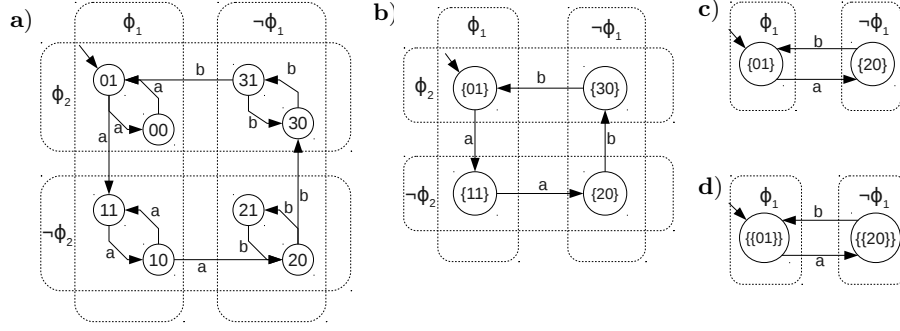 a)
ϕ1 ¬ϕ1
ϕ2
01 b 31 b
a a 00 b 30
a
¬ϕ2
11 a 21 b b
a 10 a b 20
b)
ϕ1 ¬ϕ1
ϕ2
{01} b {30}
a b
¬ϕ2
{11} a {20}
c)
ϕ1 ¬ϕ1
{01} b {20}
a
d)
ϕ1 ¬ϕ1
{{01}} b {{20}}
a